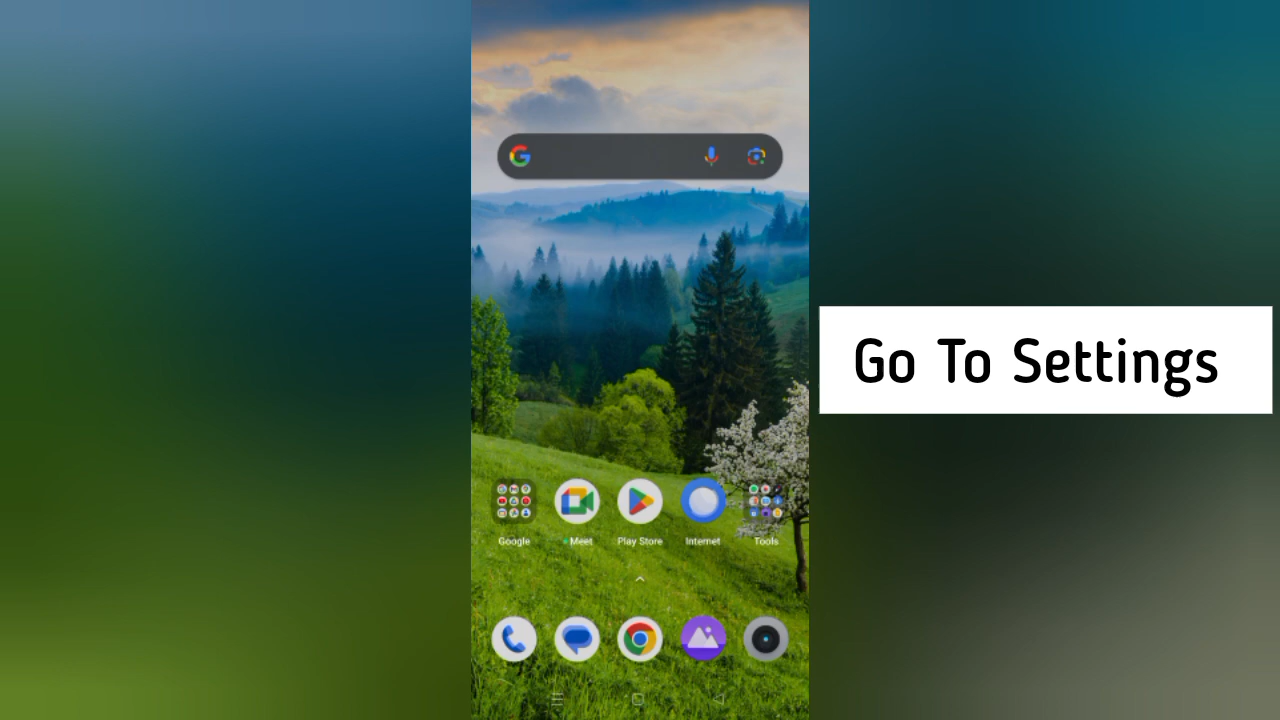 Go To Settings
Google
Meet
Play Store
Internet
Tools